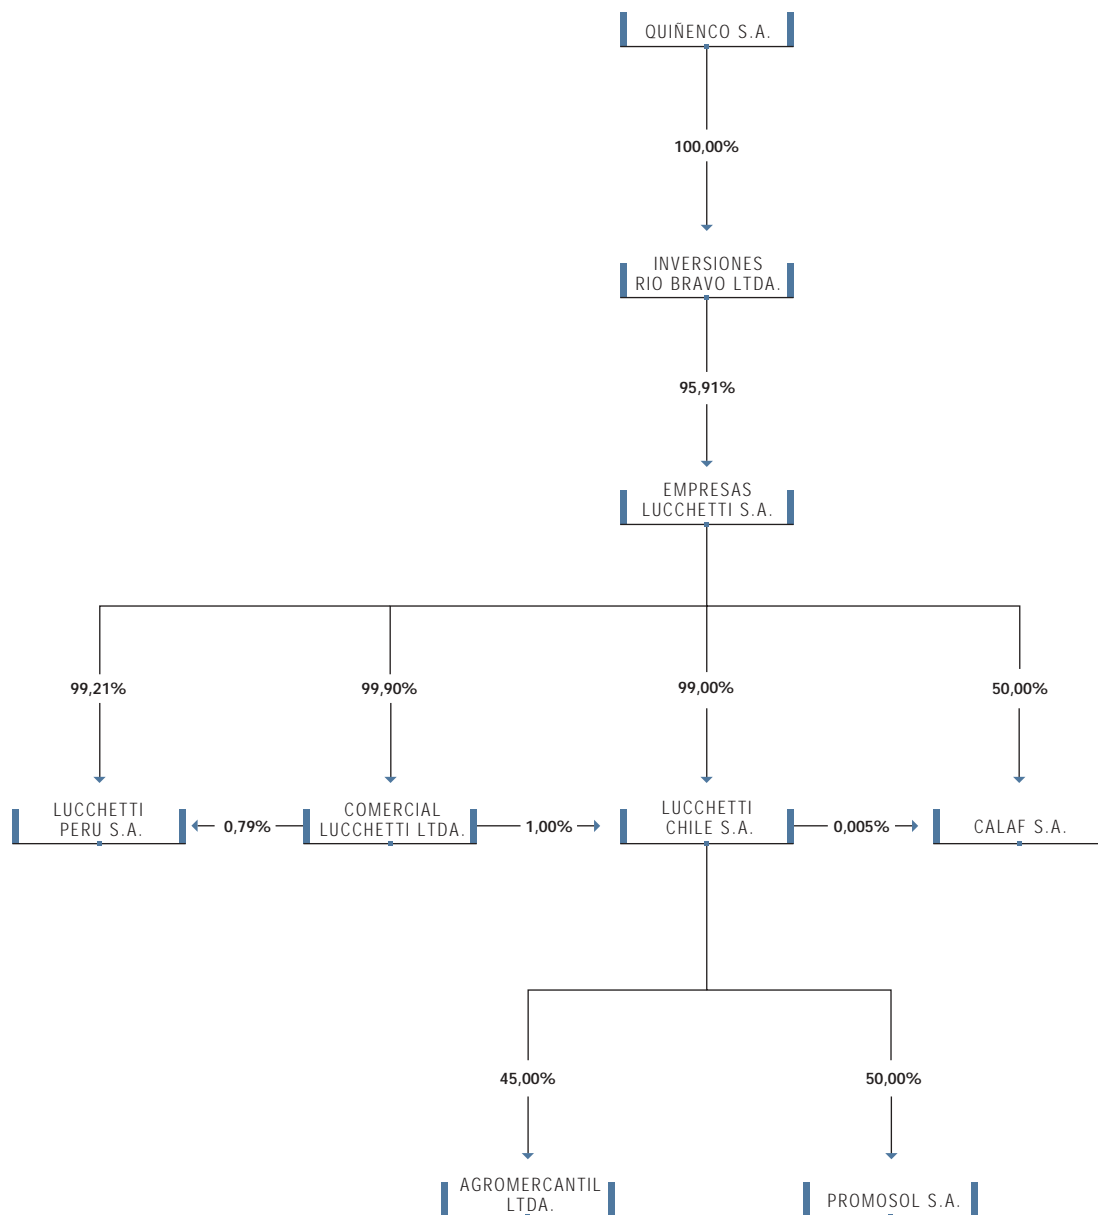 QUIÑENCO S.A.
100,00%
INVERSIONES
RIO BRAVO LTDA.
95,91%
EMPRESAS
LUCCHETTI S.A.
99,21%
99,90%
99,00%
50,00%
LUCCHETTI
PERU S.A.
0,79%
COMERCIAL
LUCCHETTI LTDA.
1,00%
LUCCHETTI
CHILE S.A.
0,005%
CALAF S.A.
45,00%
50,00%
AGROMERCANTIL
LTDA.
PROMOSOL S.A.